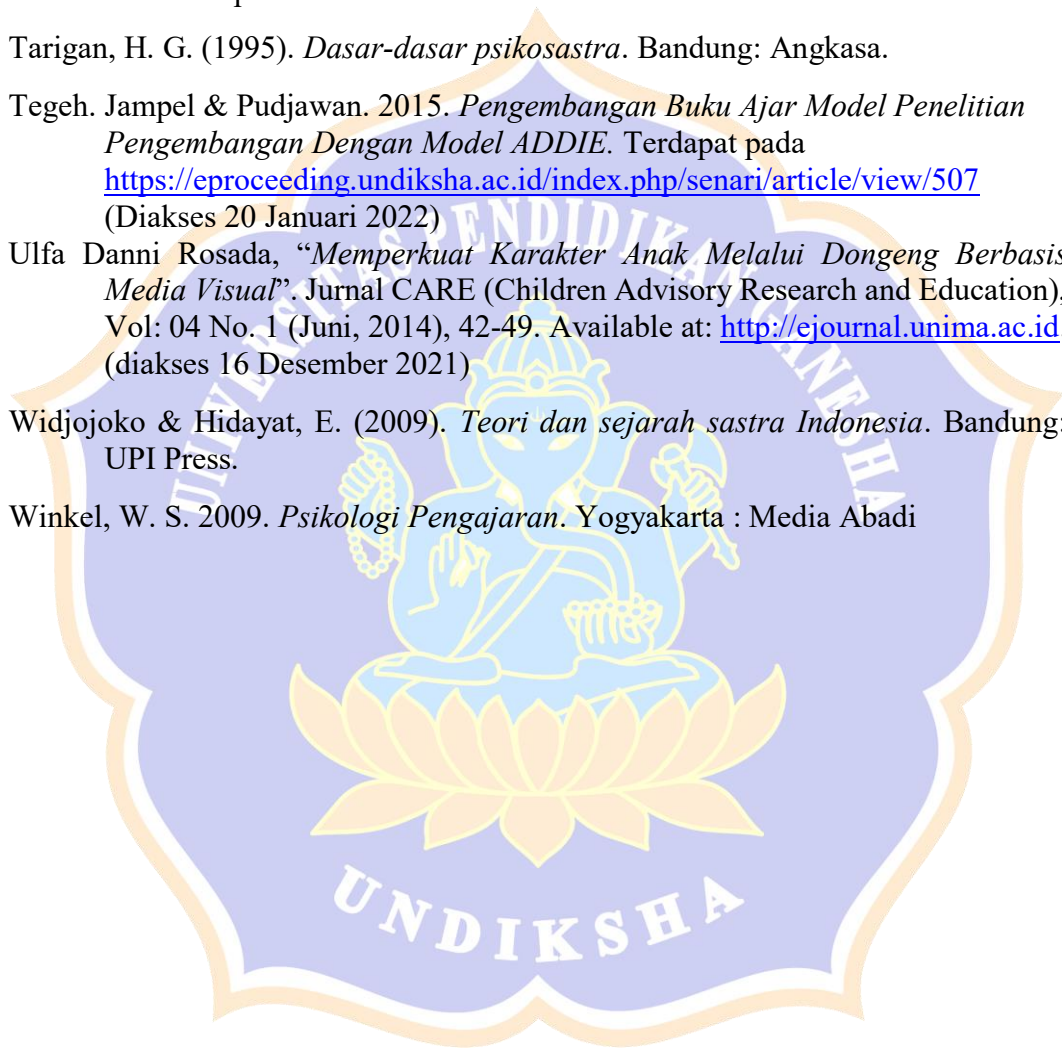 Tarigan, H. G. (1995). Dasar-dasar psikosastra. Bandung: Angkasa.
Tegeh. Jampel & Pudjawan. 2015. Pengembangan Buku Ajar Model Penelitian
Pengembangan Dengan Model ADDIE. Terdapat pada
https://eproceeding.undiksha.ac.id/index.php/senari/article/view/507
(Diakses 20 Januari 2022)
Ulfa Danni Rosada, “Memperkuat Karakter Anak Melalui Dongeng Berbasis
Media Visual”. Jurnal CARE (Children Advisory Research and Education),
Vol: 04 No. 1 (Juni, 2014), 42-49. Available at: http://ejournal.unima.ac.id
(diakses 16 Desember 2021)
Widjojoko & Hidayat, E. (2009). Teori dan sejarah sastra Indonesia. Bandung:
UPI Press.
Winkel, W. S. 2009. Psikologi Pengajaran. Yogyakarta : Media Abadi
UNIVERSITAS PENDIDIKAN GANESHA
UNDIKSHA